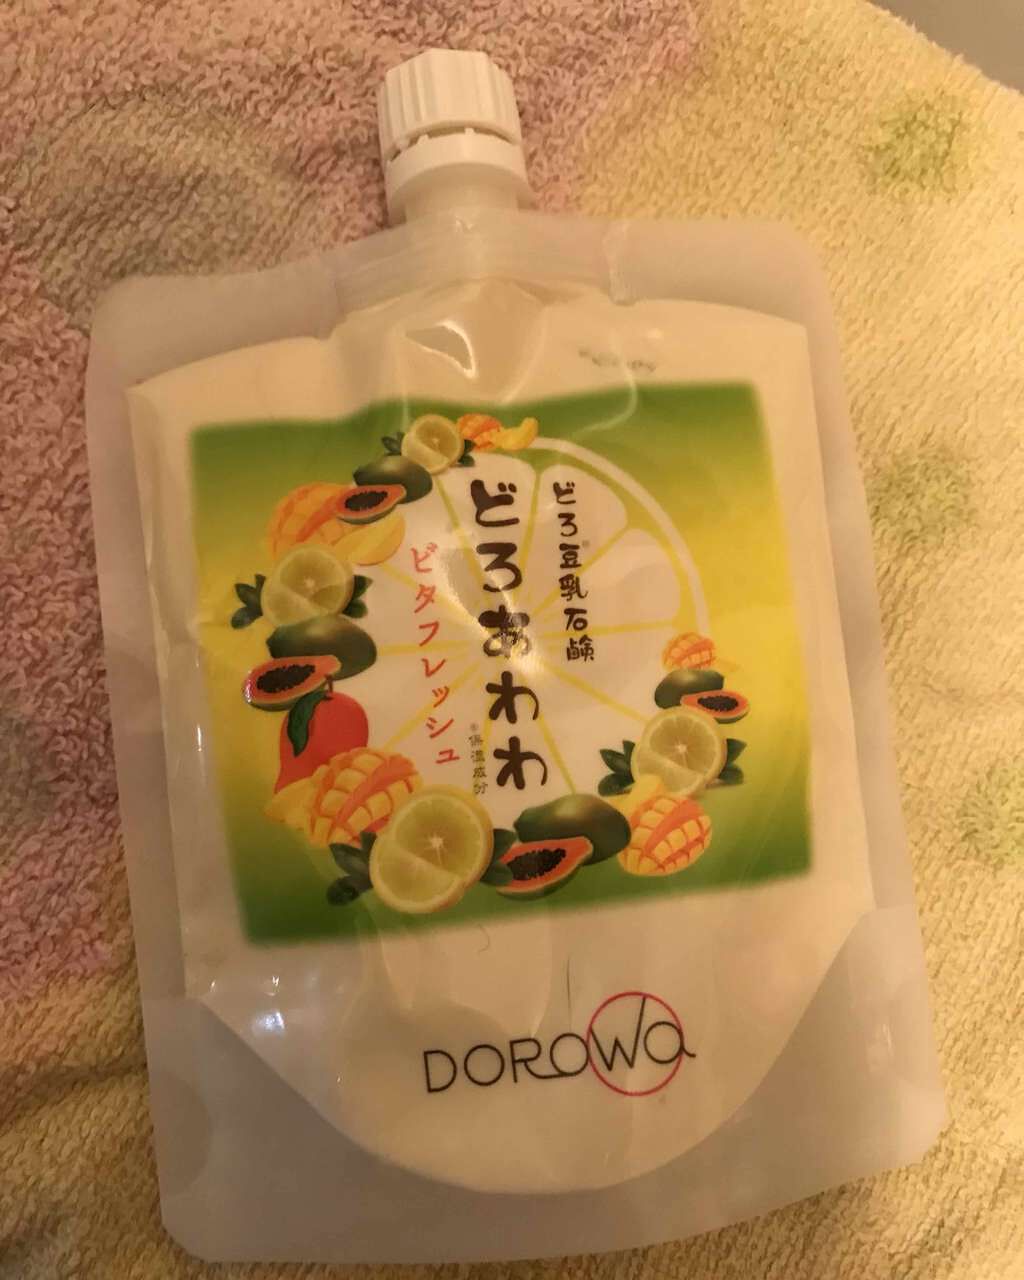 どろ豆乳石鹸
どろあわわ
ビタフレッシュ
※保湿成分
DOROwa